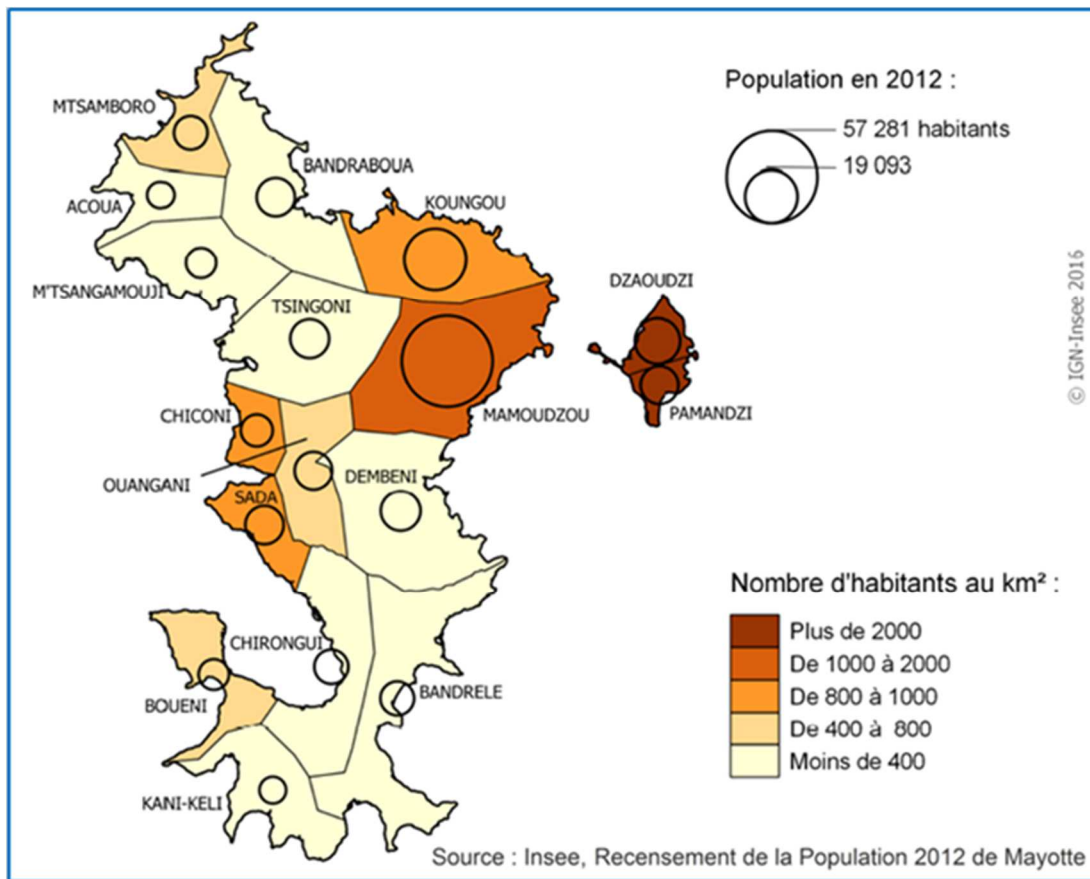 Population en 2012 :
57 281 habitants
19 093
MTSAMBORO
BANDRABOUA
ACOUA
KOUNGOU
M'TSANGAMOUJI
TSINGONI
DZAOUDZI
© IGN-Insee 2016
CHICONI
MAMOUDZOU
PAMANDZI
OUANGANI
DEMBENI
SADA
CHIRONGUI
BOUENI
BANDRELE
KANI-KELI
Nombre d'habitants au km² :
Plus de 2000
De 1000 à 2000
De 800 à 1000
De 400 à 800
Moins de 400
Source : Insee, Recensement de la Population 2012 de Mayotte